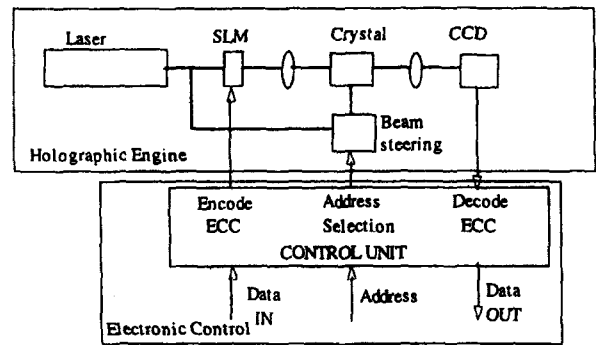 Laser
SLM
Crystal
CCD
Beam
steering
Holographic Engine
Encode
ECC
Address
Selection
Decode
ECC
CONTROL UNIT
Data
IN
Address
Data
OUT
Electronic Control